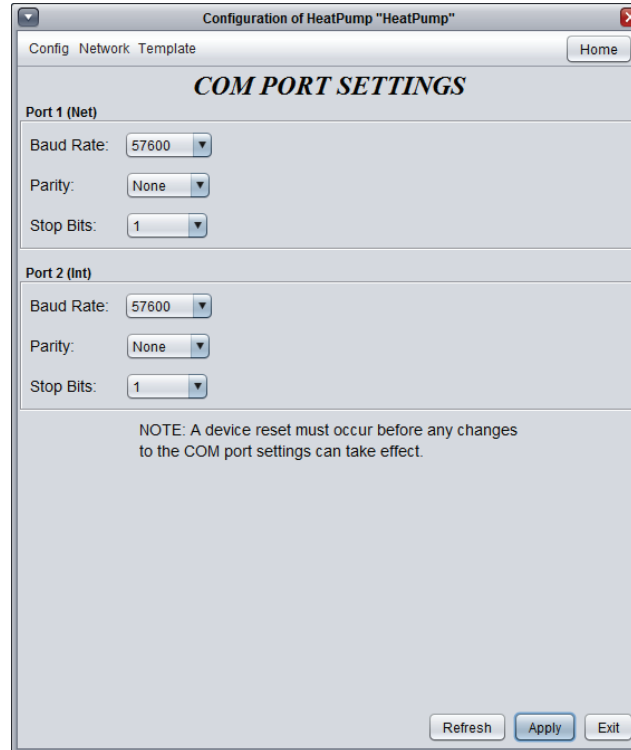 Configuration of HeatPump "HeatPump"
Config Network Template Home
COM PORT SETTINGS
Port 1 (Net)
Baud Rate: 57600
Parity: None
Stop Bits: 1
Port 2 (Int)
Baud Rate: 57600
Parity: None
Stop Bits: 1
NOTE: A device reset must occur before any changes
to the COM port settings can take effect.
Refresh Apply Exit